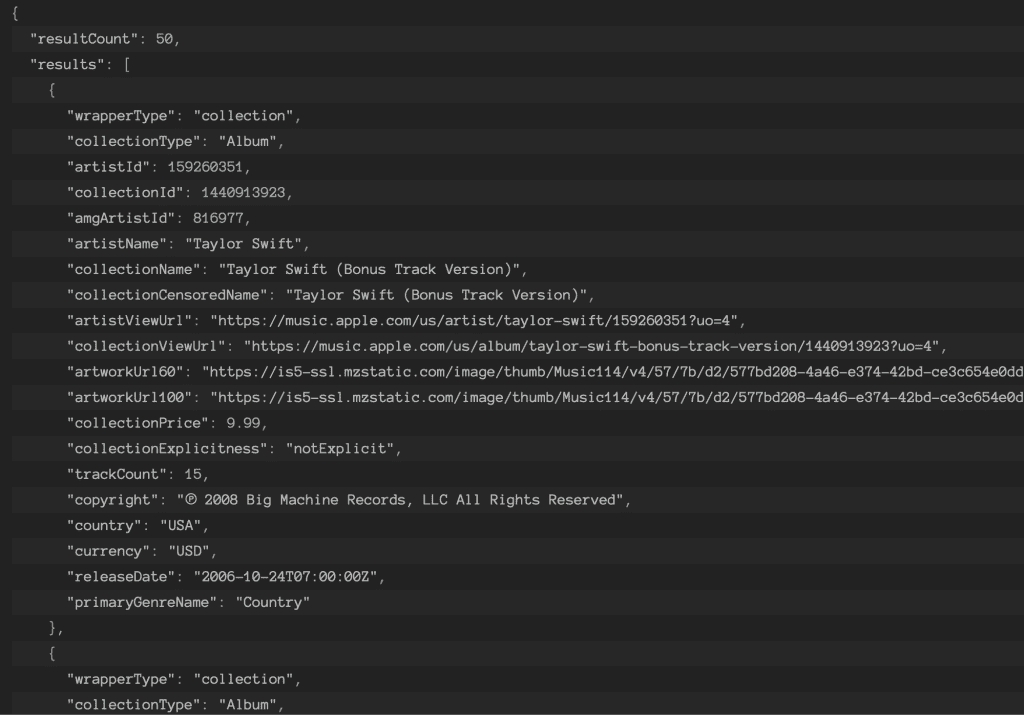 {
"resultCount": 50,
"results": [
{
"wrapperType": "collection",
"collectionType": "Album",
"artistId": 159260351,
"collectionId": 1440913923,
"amgArtistId": 816977,
"artistName": "Taylor Swift",
"collectionName": "Taylor Swift (Bonus Track Version)",
"collectionCensoredName": "Taylor Swift (Bonus Track Version)",
"artistViewUrl": "https://music.apple.com/us/artist/taylor-swift/159260351?uo=4",
"collectionViewUrl": "https://music.apple.com/us/album/taylor-swift-bonus-track-version/1440913923?uo=4",
"artworkUrl60": "https://is5-ssl.mzstatic.com/image/thumb/Music114/v4/57/7b/d2/577bd208-4a46-e374-42bd-ce3c654e0dd
"artworkUrl100": "https://is5-ssl.mzstatic.com/image/thumb/Music114/v4/57/7b/d2/577bd208-4a46-e374-42bd-ce3c654e0d
"collectionPrice": 9.99,
"collectionExplicitness": "notExplicit",
"trackCount": 15,
"copyright": "℗ 2008 Big Machine Records, LLC All Rights Reserved",
"country": "USA",
"currency": "USD",
"releaseDate": "2006-10-24T07:00:00Z",
"primaryGenreName": "Country"
},
{
"wrapperType": "collection",
"collectionType": "Album",